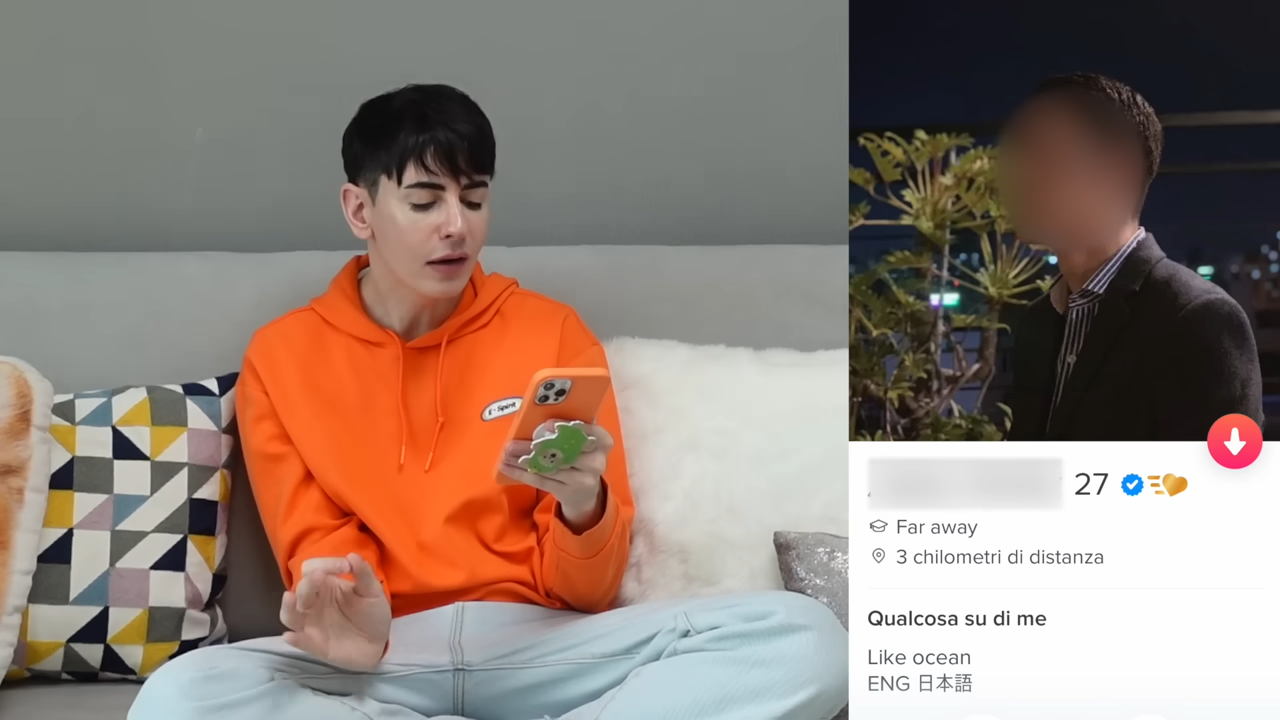 E・Spirit
27
Far away
3 chilometri di distanza
Qualcosa su di me
Like ocean
ENG 日本語